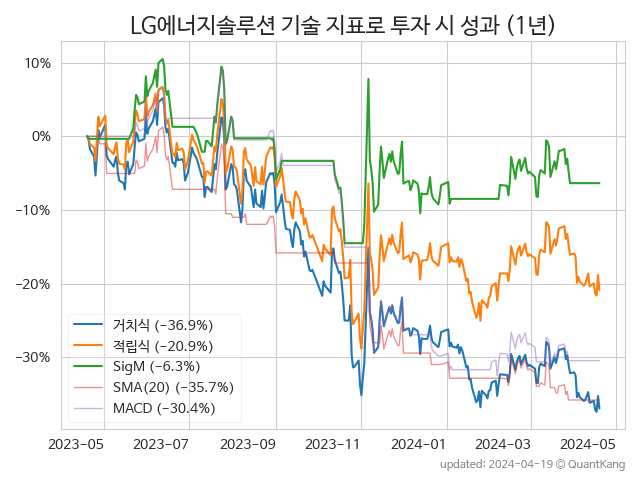 LG에너지솔루션 기술 지표로 투자 시 성과 (1년)
10%
0%
−10%
−20%
−30%
거치식 (−36.9%)
적립식 (−20.9%)
SigM (−6.3%)
SMA(20) (−35.7%)
MACD (−30.4%)
2023-05 2023-07 2023-09 2023-11 2024-01 2024-03 2024-05
updated: 2024-04-19 © QuantKang